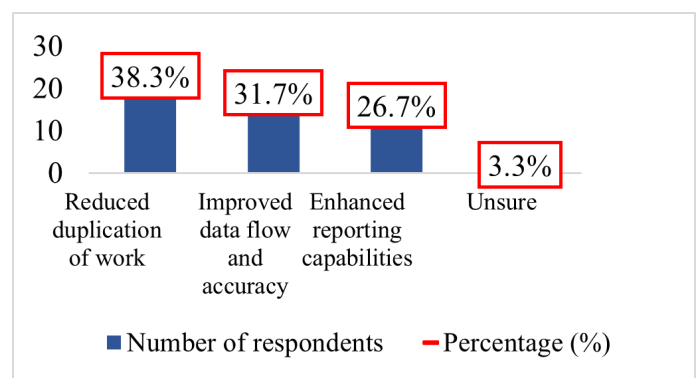 30
20
10
0
38.3%
31.7%
26.7%
3.3%
Reduced duplication of work
Improved data flow and accuracy
Enhanced reporting capabilities
Unsure
Number of respondents
Percentage (%)